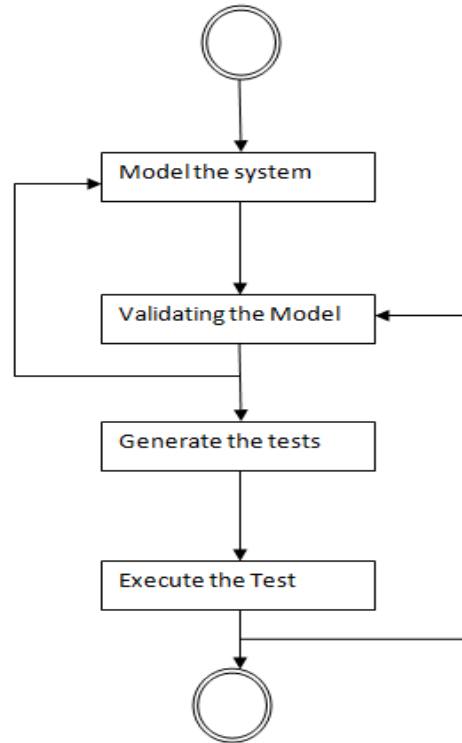 Model the system
Validating the Model
Generate the tests
Execute the Test